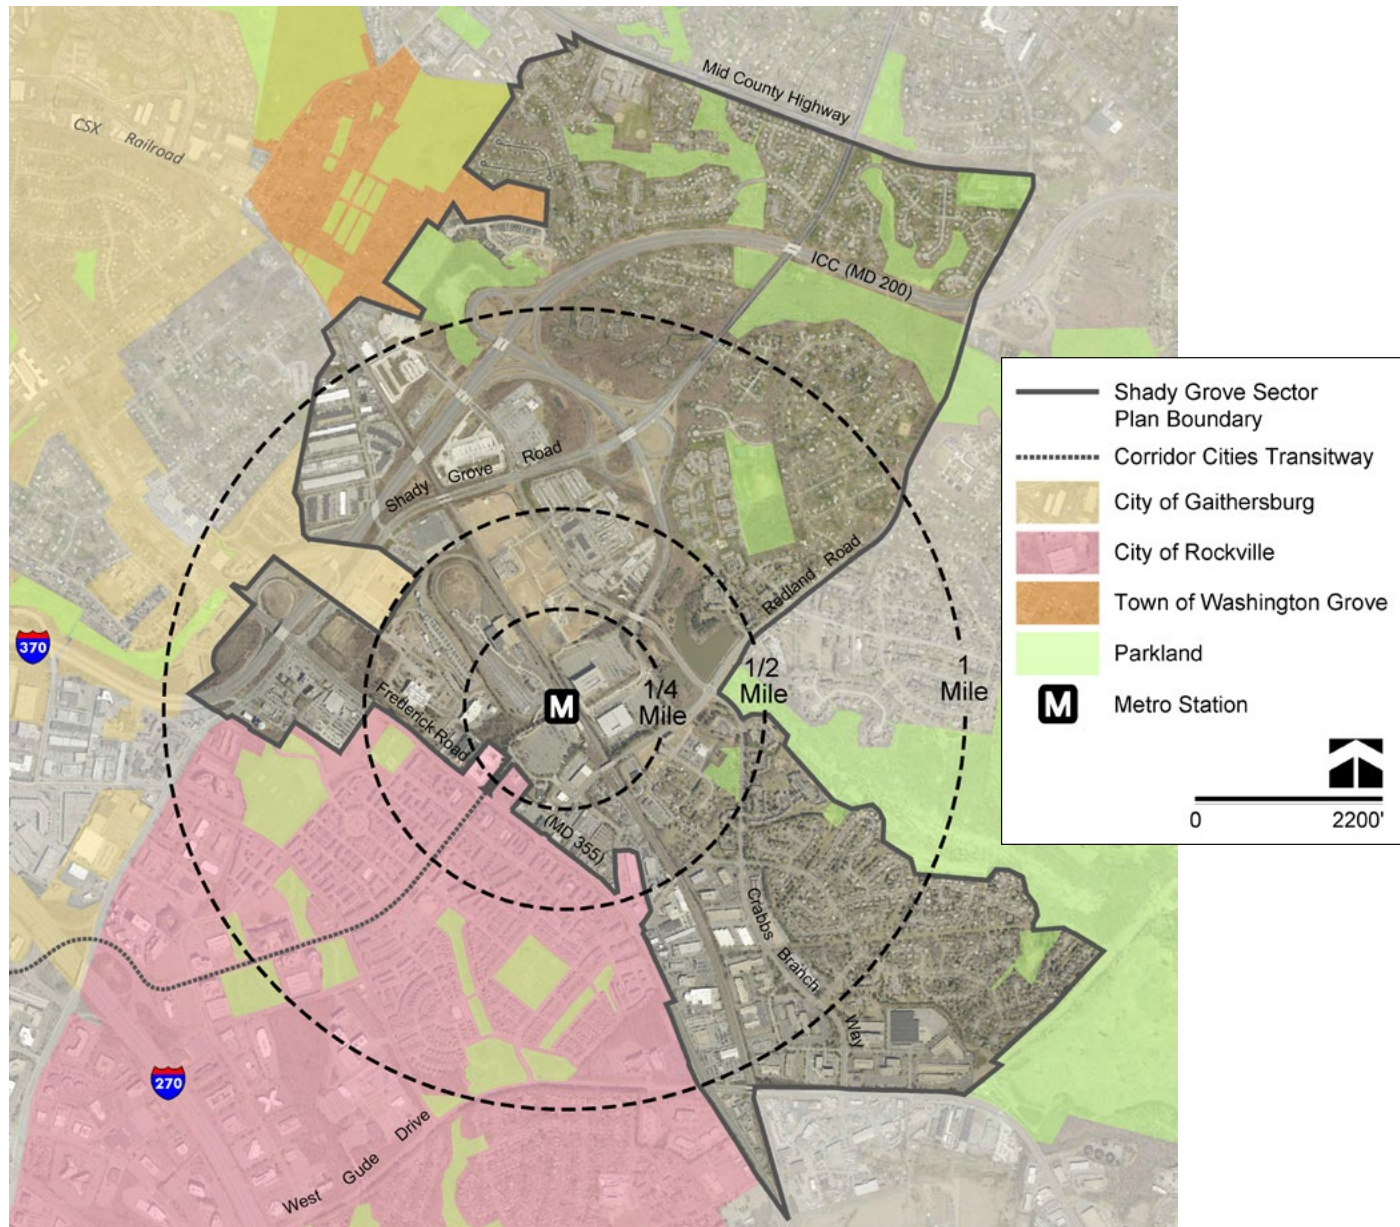 Mid County Highway
CSX Railroad
ICC (MD 200)
Shady Grove Road
Redland Road
370
1/4
Mile
1/2
Mile
1
Mile
M
Frederick Road
(MD 355)
Crabbs Branch Way
270
West Gude Drive
Shady Grove Sector
Plan Boundary
Corridor Cities Transitway
City of Gaithersburg
City of Rockville
Town of Washington Grove
Parkland
M Metro Station
0 2200'